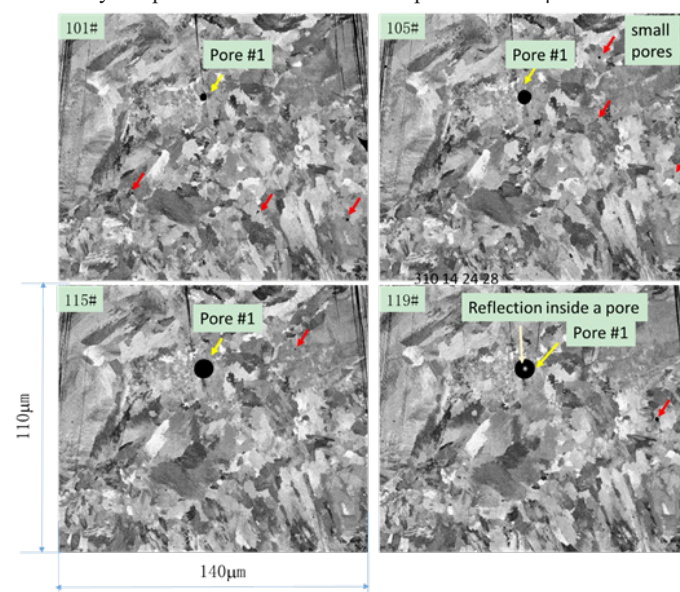 101#
Pore #1
105#
Pore #1
small
pores
310 14 24 28
115#
Pore #1
119#
Reflection inside a pore
Pore #1
110μm
140μm